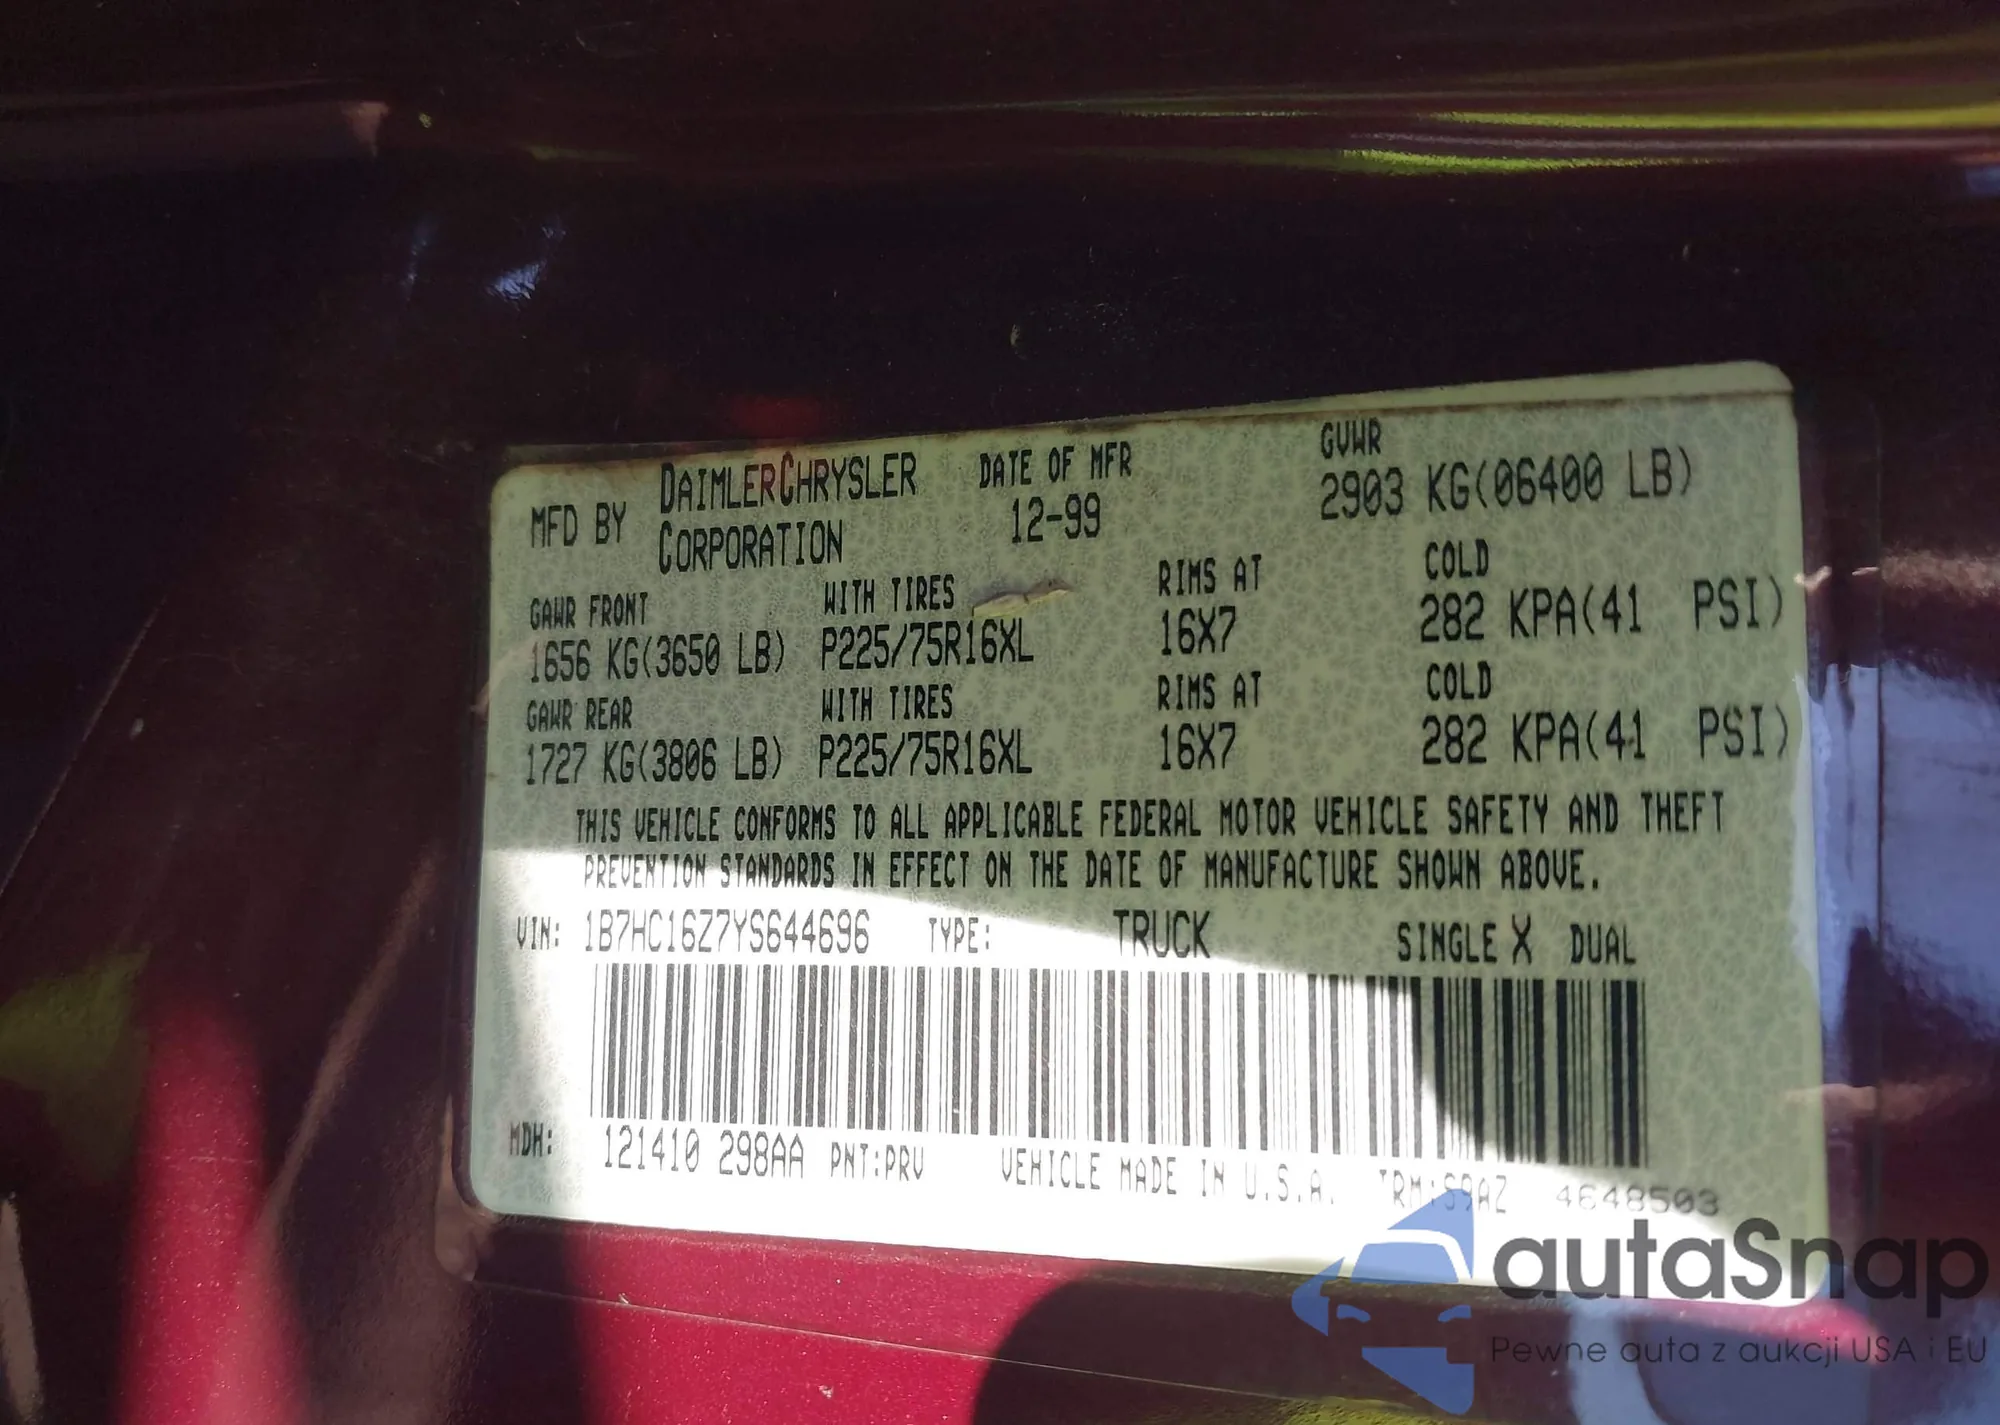 MFD BY DAIMLERCHRYSLER CORPORATION DATE OF MFR 12-99 GVWR 2903 KG(06400 LB)
GAWR FRONT WITH TIRES RIMS AT COLD
1656 KG(3650 LB) P225/75R16XL 16X7 282 KPA(41 PSI)
GAWR REAR WITH TIRES RIMS AT COLD
1727 KG(3806 LB) P225/75R16XL 16X7 282 KPA(41 PSI)
THIS VEHICLE CONFORMS TO ALL APPLICABLE FEDERAL MOTOR VEHICLE SAFETY AND THEFT
PREVENTION STANDARDS IN EFFECT ON THE DATE OF MANUFACTURE SHOWN ABOVE.
VIN: 1B7HC16Z7YS644696 TYPE: TRUCK SINGLE X DUAL
MDH: 121410 298AA PNT:PRV VEHICLE MADE IN U.S.A. TRM:S9AZ 4648503
autaSnap
Pewne auta z aukcji USA i EU